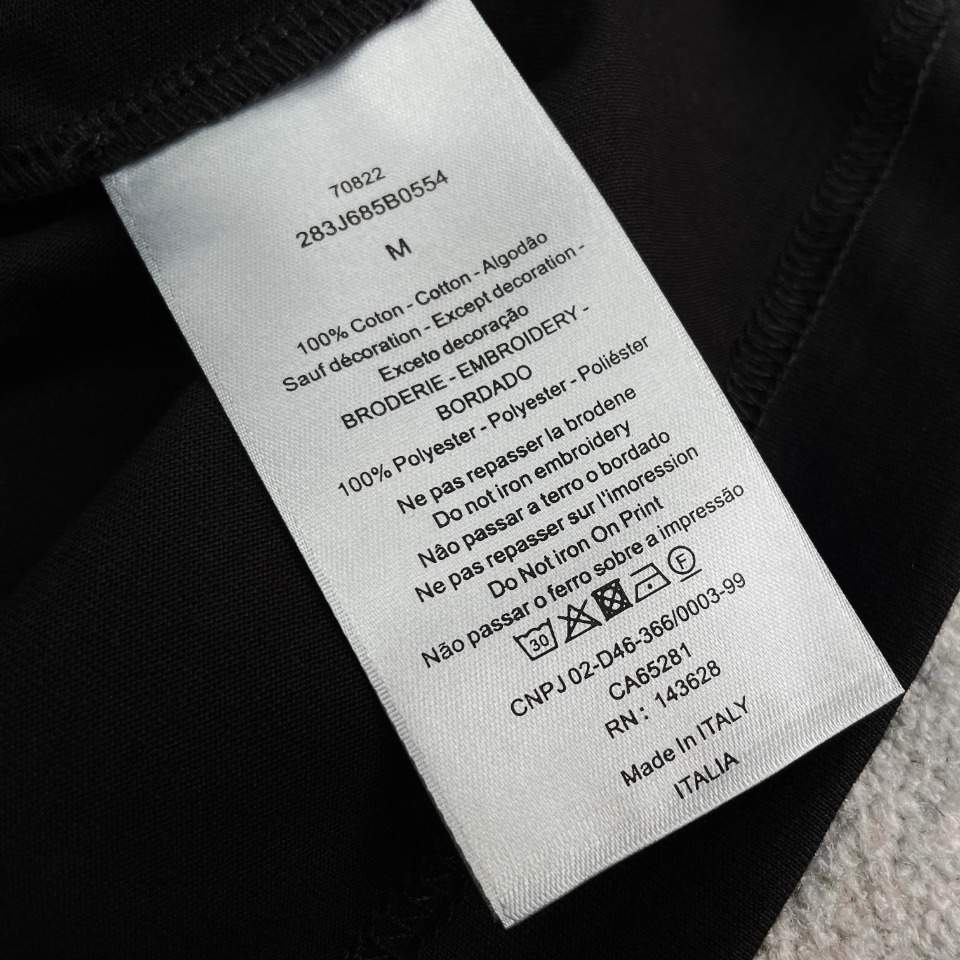 70822
283J685B0554
M
100% Coton - Cotton - Algodâo
Sauf décoration - Except decoration -
Exceto decoração
BRODERIE - EMBROIDERY -
BORDADO
100% Polyester - Polyester - Poliéster
Ne pas repasser la brodene
Do not iron embroidery
Não passar a terro o bordado
Ne pas repasser sur l'imoression
Do Not iron On Print
Não passar o ferro sobre a impressão
30 F
CNPJ 02-D46-366/0003-99
CA65281
RN: 143628
Made In ITALY
ITALIA